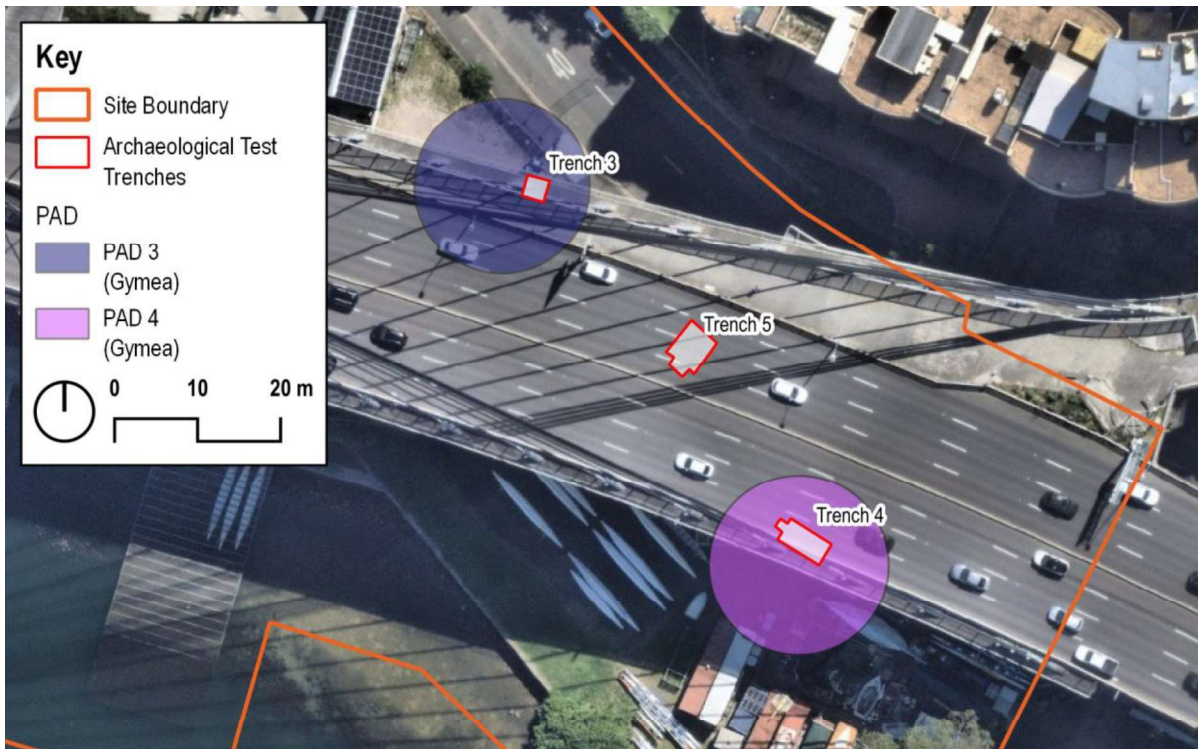 Key
Site Boundary
Archaeological Test
Trenches
PAD
PAD 3
(Gymea)
PAD 4
(Gymea)
0 10 20 m
40
Trench 3
Trench 5
Trench 4